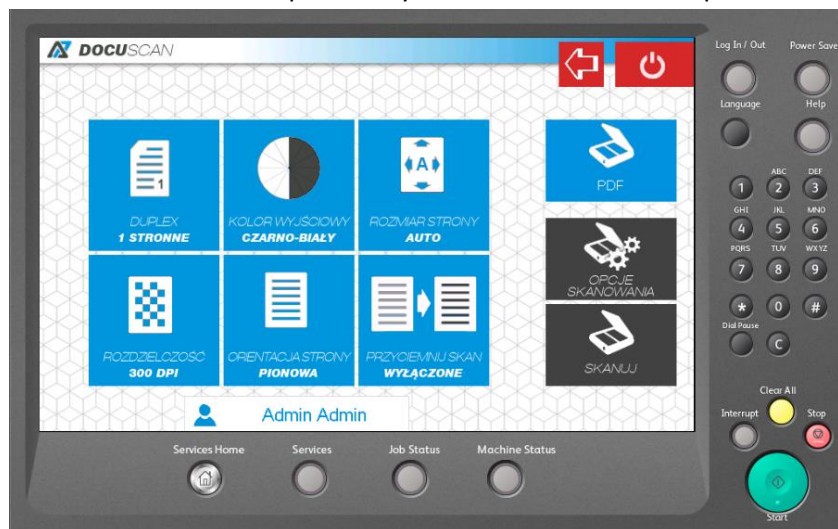 DOCUSCAN
Log In / Out
Power Save
Language
Help
DUPLEX
1 STRONNE
KOLOR WYJŚCIOWY
CZARNO-BIAŁY
ROZMIAR STRONY
AUTO
PDF
ROZDZIELCZOŚĆ
300 DPI
ORIENTACJA STRONY
PIONOWA
PRZYCIEMNIJ SKAN
WYŁĄCZONE
OPCJE
SKANOWANIA
SKANUJ
Admin Admin
ABC DEF
1 2 3
GHI JKL MNO
4 5 6
PQRS TUV WXYZ
7 8 9
* 0 #
Dial Pause
C
Clear All
Interrupt
Stop
Start
Services Home
Services
Job Status
Machine Status